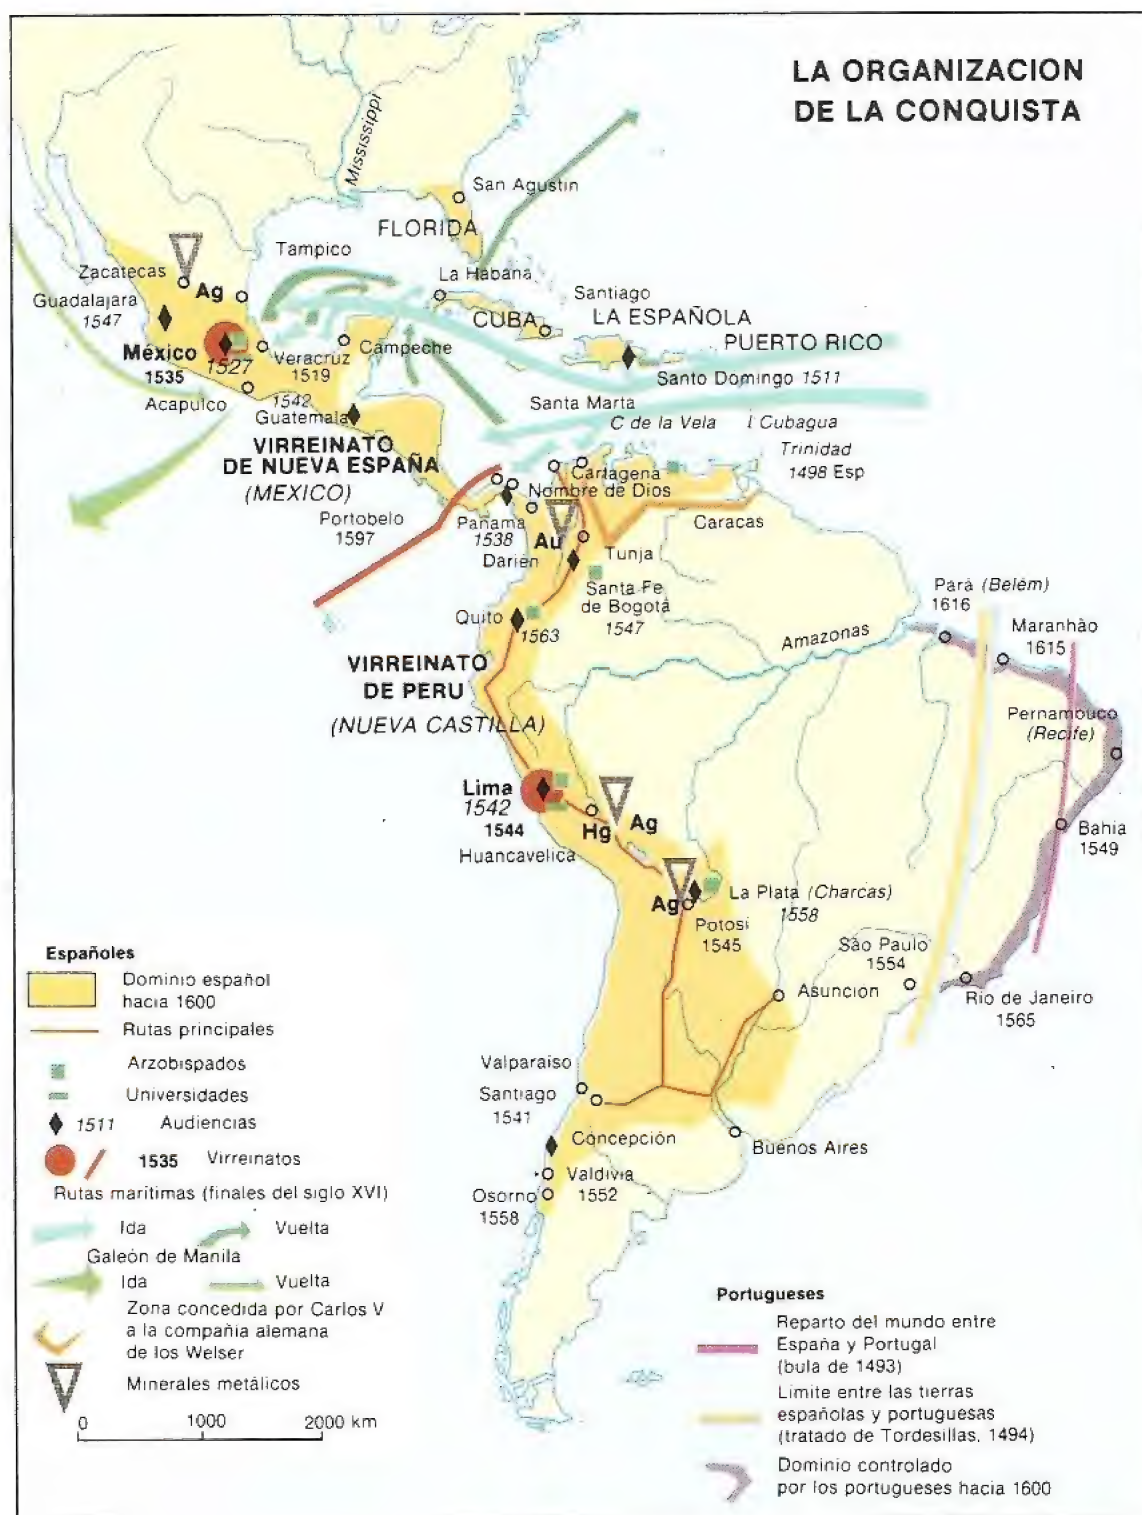 LA ORGANIZACION
DE LA CONQUISTA
Mississippi
San Agustin
FLORIDA
Tampico
Zacatecas
Ag
La Habana
Guadalajara
1547
Santiago
CUBA
LA ESPAÑOLA
PUERTO RICO
México
1535
1527
Veracruz
1519
Campeche
Santo Domingo 1511
Acapulco
1542
Guatemala
Santa Marta
C de la Vela
I Cubagua
VIRREINATO
DE NUEVA ESPAÑA
(MEXICO)
Trinidad
1498 Esp
Cartagena
Nombre de Dios
Portobelo
1597
Panama
1538
Caracas
Au
Darién
Tunja
Santa Fe
de Bogotá
1547
Quito
1563
Pará (Belém)
1616
Amazonas
Maranhão
1615
VIRREINATO
DE PERU
(NUEVA CASTILLA)
Pernambuco
(Recife)
Lima
1542
1544
Hg
Ag
Huancavelica
Bahia
1549
Ag
La Plata (Charcas)
1558
Potosi
1545
São Paulo
1554
Asuncion
Rio de Janeiro
1565
Valparaiso
Santiago
1541
Concepción
Buenos Aires
Valdivia
1552
Osorno
1558
Españoles
Dominio español
hacia 1600
Rutas principales
Arzobispados
Universidades
1511 Audiencias
1535 Virreinatos
Rutas marítimas (finales del siglo XVI)
Ida
Vuelta
Galeón de Manila
Ida
Vuelta
Zona concedida por Carlos V
a la compañia alemana
de los Welser
Minerales metálicos
0 1000 2000 km
Portugueses
Reparto del mundo entre
España y Portugal
(bula de 1493)
Limite entre las tierras
españolas y portuguesas
(tratado de Tordesillas, 1494)
Dominio controlado
por los portugueses hacia 1600